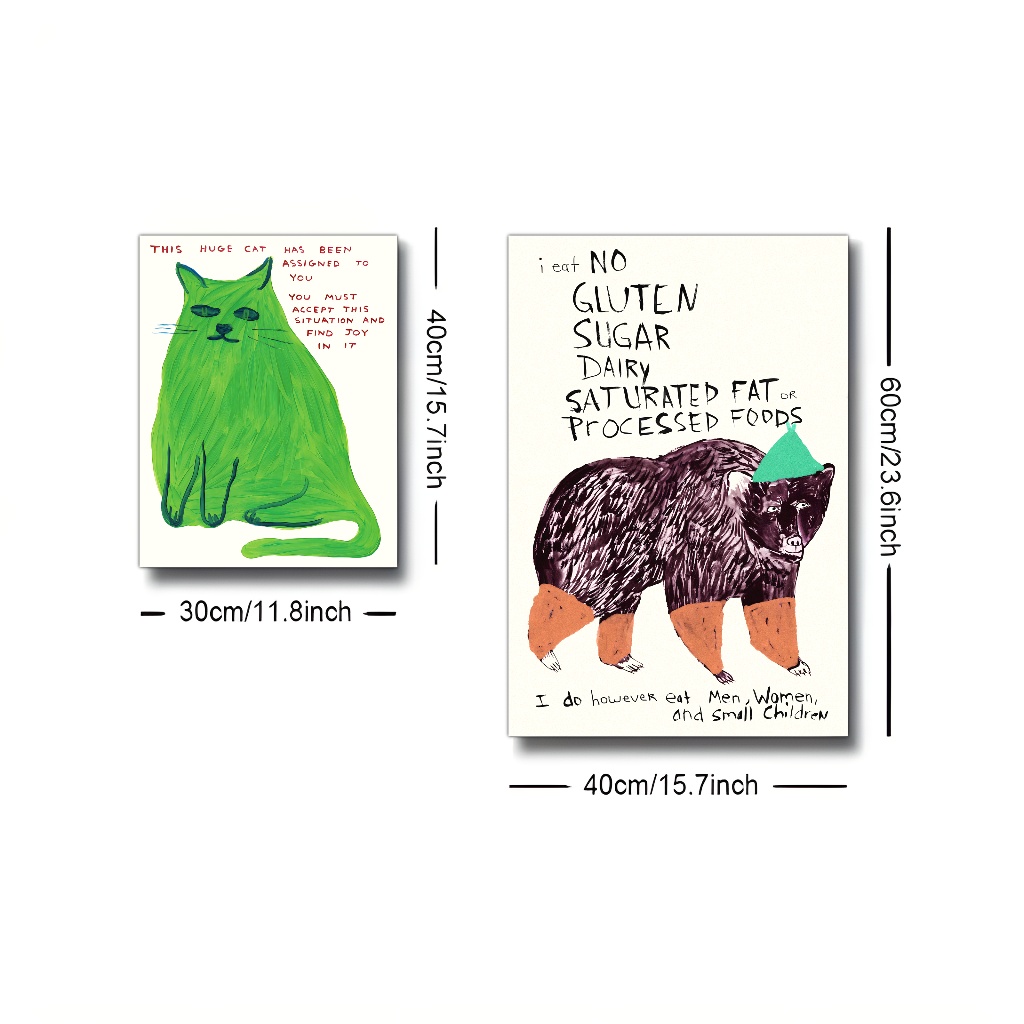 THIS HUGE CAT HAS BEEN
ASSIGNED TO
YOU
YOU MUST
ACCEPT THIS
SITUATION AND
FIND JOY
IN IT
40cm/15.7inch
30cm/11.8inch
i eat NO
GLUTEN
SUGAR
DAIRy
SATURATED FAT OR
PROCESSED FOODS
I do however eat Men, Women,
and Small Children
60cm/23.6inch
40cm/15.7inch